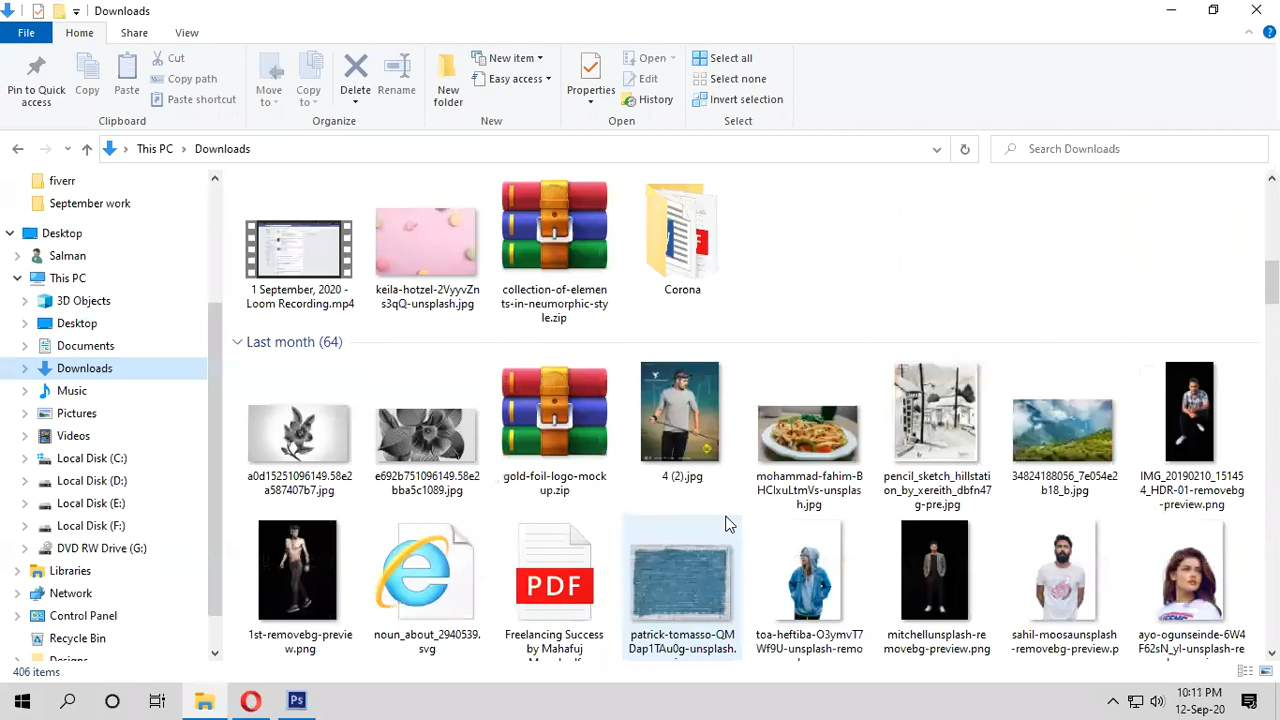 Downloads
File
Home
Share
View
Pin to Quick
access
Copy
Paste
Cut
Copy path
Paste shortcut
Clipboard
Move
to
Copy
to
Delete
Rename
Organize
New
folder
New item
Easy access
New
Properties
Open
Edit
History
Open
Select all
Select none
Invert selection
Select
This PC
Downloads
Search Downloads
fiverr
September work
Desktop
Salman
This PC
3D Objects
Desktop
Documents
Downloads
Music
Pictures
Videos
Local Disk (C:)
Local Disk (D:)
Local Disk (E:)
Local Disk (F:)
DVD RW Drive (G:)
Libraries
Network
Control Panel
Recycle Bin
1 September, 2020 -
Loom Recording.mp4
keila-hotzel-2VyyvZn
s3qQ-unsplash.jpg
collection-of-elemen
ts-in-neumorphic-sty
le.zip
Corona
Last month (64)
a0d15251096149.58e2
a587407b7.jpg
e692b751096149.58e2
bba5c1089.jpg
gold-foil-logo-mock
up.zip
4 (2).jpg
mohammad-fahim-B
HClxuLtmVs-unsplas
h.jpg
pencil_sketch_hillstati
on_by_xereith_dbfn47
g-pre.jpg
34824188056_7e054e2
b18_b.jpg
IMG_20190210_15145
4_HDR-01-removebg
-preview.png
1st-removebg-previe
w.png
noun_about_2940539.
svg
PDF
Freelancing Success
by Mahafuj
patrick-tomasso-QM
Dap1TAu0g-unsplash.
toa-heftiba-O3ymvT7
Wf9U-unsplash-remo
mitchellunsplash-re
movebg-preview.png
sahil-moosaunsplash
-removebg-preview.p
ayo-ogunseinde-6W4
F62sN_yI-unsplash-re
406 items
Ps
10:11 PM
12-Sep-20